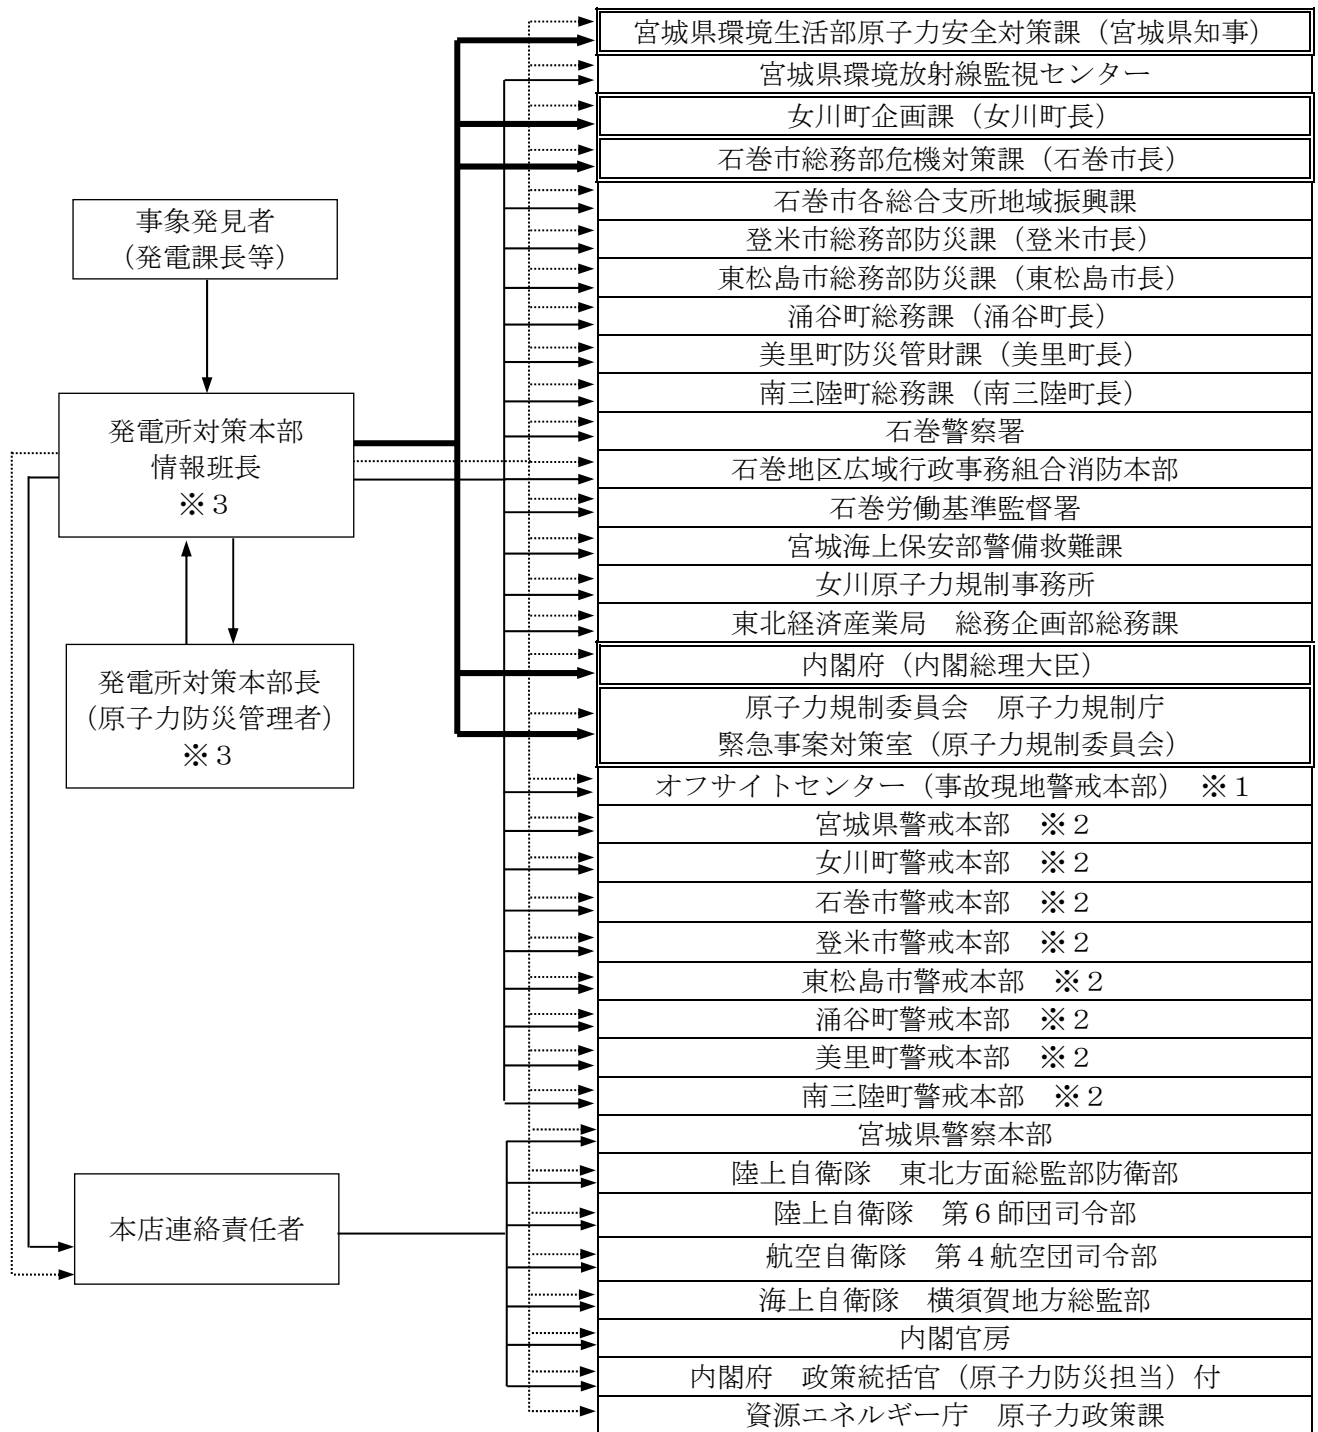 宮城県環境生活部原子力安全対策課（宮城県知事）
宮城県環境放射線監視センター
女川町企画課（女川町長）
石巻市総務部危機対策課（石巻市長）
石巻市各総合支所地域振興課
登米市総務部防災課（登米市長）
東松島市総務部防災課（東松島市長）
涌谷町総務課（涌谷町長）
美里町防災管財課（美里町長）
南三陸町総務課（南三陸町長）
石巻警察署
石巻地区広域行政事務組合消防本部
石巻労働基準監督署
宮城海上保安部警備救難課
女川原子力規制事務所
東北経済産業局　総務企画部総務課
内閣府（内閣総理大臣）
原子力規制委員会　原子力規制庁
緊急事案対策室（原子力規制委員会）
オフサイトセンター（事故現地警戒本部）　※１
宮城県警戒本部　※２
女川町警戒本部　※２
石巻市警戒本部　※２
登米市警戒本部　※２
東松島市警戒本部　※２
涌谷町警戒本部　※２
美里町警戒本部　※２
南三陸町警戒本部　※２
宮城県警察本部
陸上自衛隊　東北方面総監部防衛部
陸上自衛隊　第６師団司令部
航空自衛隊　第４航空団司令部
海上自衛隊　横須賀地方総監部
内閣官房
内閣府　政策統括官（原子力防災担当）付
資源エネルギー庁　原子力政策課
事象発見者
（発電課長等）
発電所対策本部
情報班長
※３
発電所対策本部長
（原子力防災管理者）
※３
本店連絡責任者